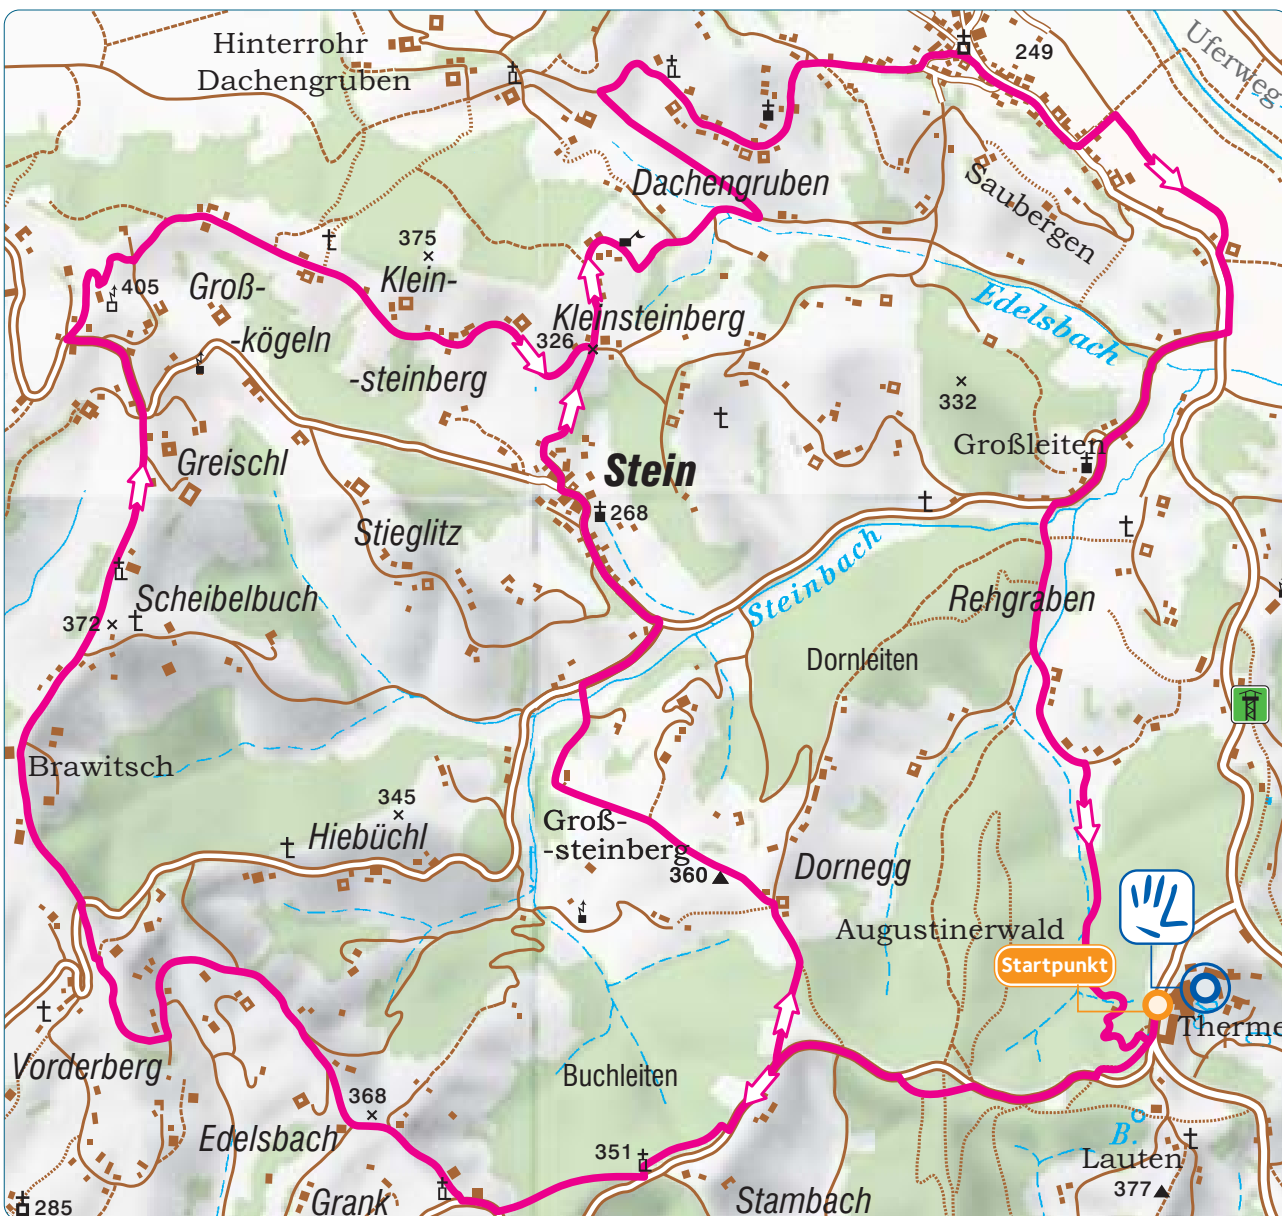 Hinterrohr
Dachengruben
249
Uferweg
Dachengruben
Saubergen
375
Klein-
-steinberg
405
Groß-
-kögeln
326
Kleinsteinberg
Edelsbach
332
Großleiten
Greischl
Stein
268
Stieglitz
Steinbach
Rehgraben
Scheibelbuch
372
Dornleiten
Brawitsch
345
Hiebüchl
Groß-
-steinberg
360
Dornegg
Augustinerwald
Startpunkt
Therme
Vorderberg
Buchleiten
368
Edelsbach
351
B.
Lauten
377
Grank
Stambach
285